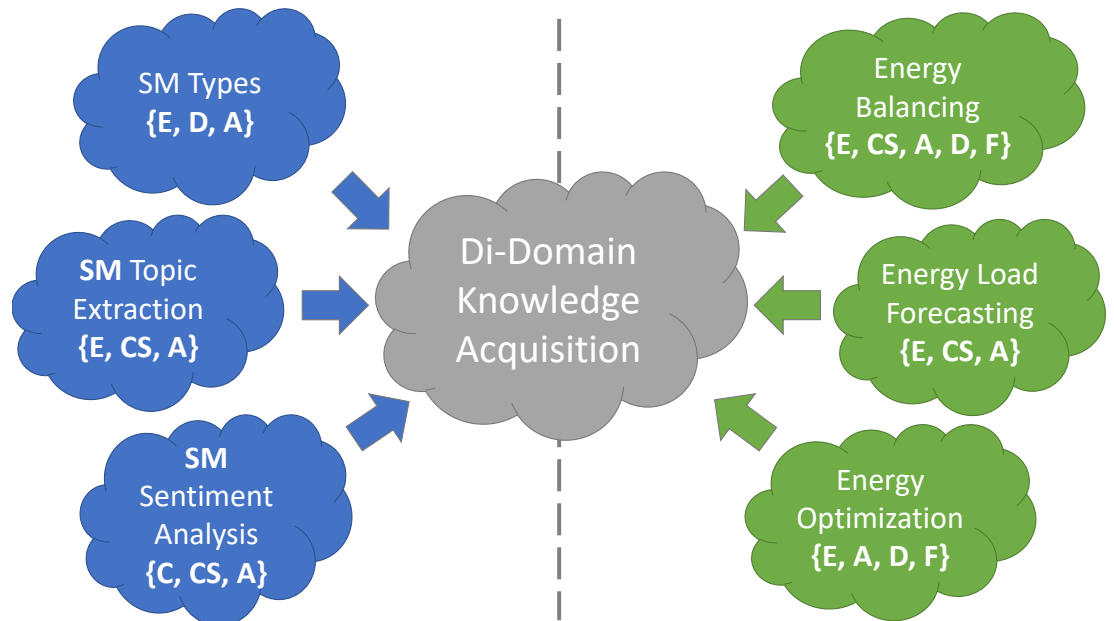 SM Types
{E, D, A}
SM Topic
Extraction
{E, CS, A}
SM
Sentiment
Analysis
{C, CS, A}
Di-Domain
Knowledge
Acquisition
Energy
Balancing
{E, CS, A, D, F}
Energy Load
Forecasting
{E, CS, A}
Energy
Optimization
{E, A, D, F}